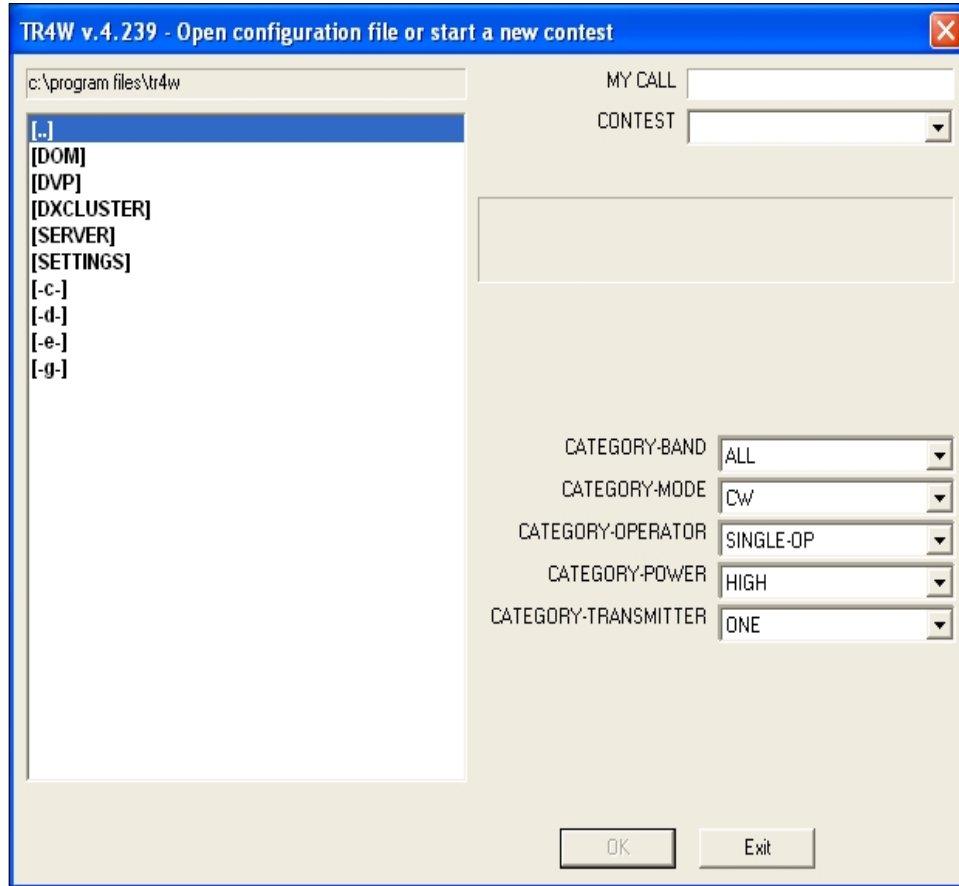 TR4W v.4.239 - Open configuration file or start a new contest
c:\program files\tr4w
[..]
[DOM]
[DVP]
[DXCLUSTER]
[SERVER]
[SETTINGS]
[-c-]
[-d-]
[-e-]
[-g-]
MY CALL
CONTEST
CATEGORY-BAND ALL
CATEGORY-MODE CW
CATEGORY-OPERATOR SINGLE-OP
CATEGORY-POWER HIGH
CATEGORY-TRANSMITTER ONE
OK Exit